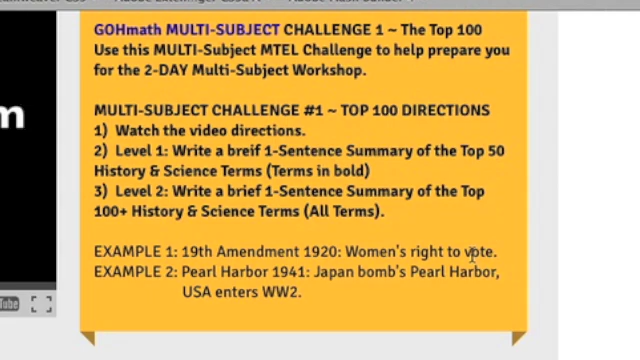 GOHmath MULTI-SUBJECT CHALLENGE 1 ~ The Top 100
Use this MULTI-Subject MTEL Challenge to help prepare you
for the 2-DAY Multi-Subject Workshop.
MULTI-SUBJECT CHALLENGE #1 ~ TOP 100 DIRECTIONS
1) Watch the video directions.
2) Level 1: Write a breif 1-Sentence Summary of the Top 50
History & Science Terms (Terms in bold)
3) Level 2: Write a brief 1-Sentence Summary of the Top
100+ History & Science Terms (All Terms).
EXAMPLE 1: 19th Amendment 1920: Women's right to vote.
EXAMPLE 2: Pearl Harbor 1941: Japan bomb's Pearl Harbor,
USA enters WW2.
m
Tube